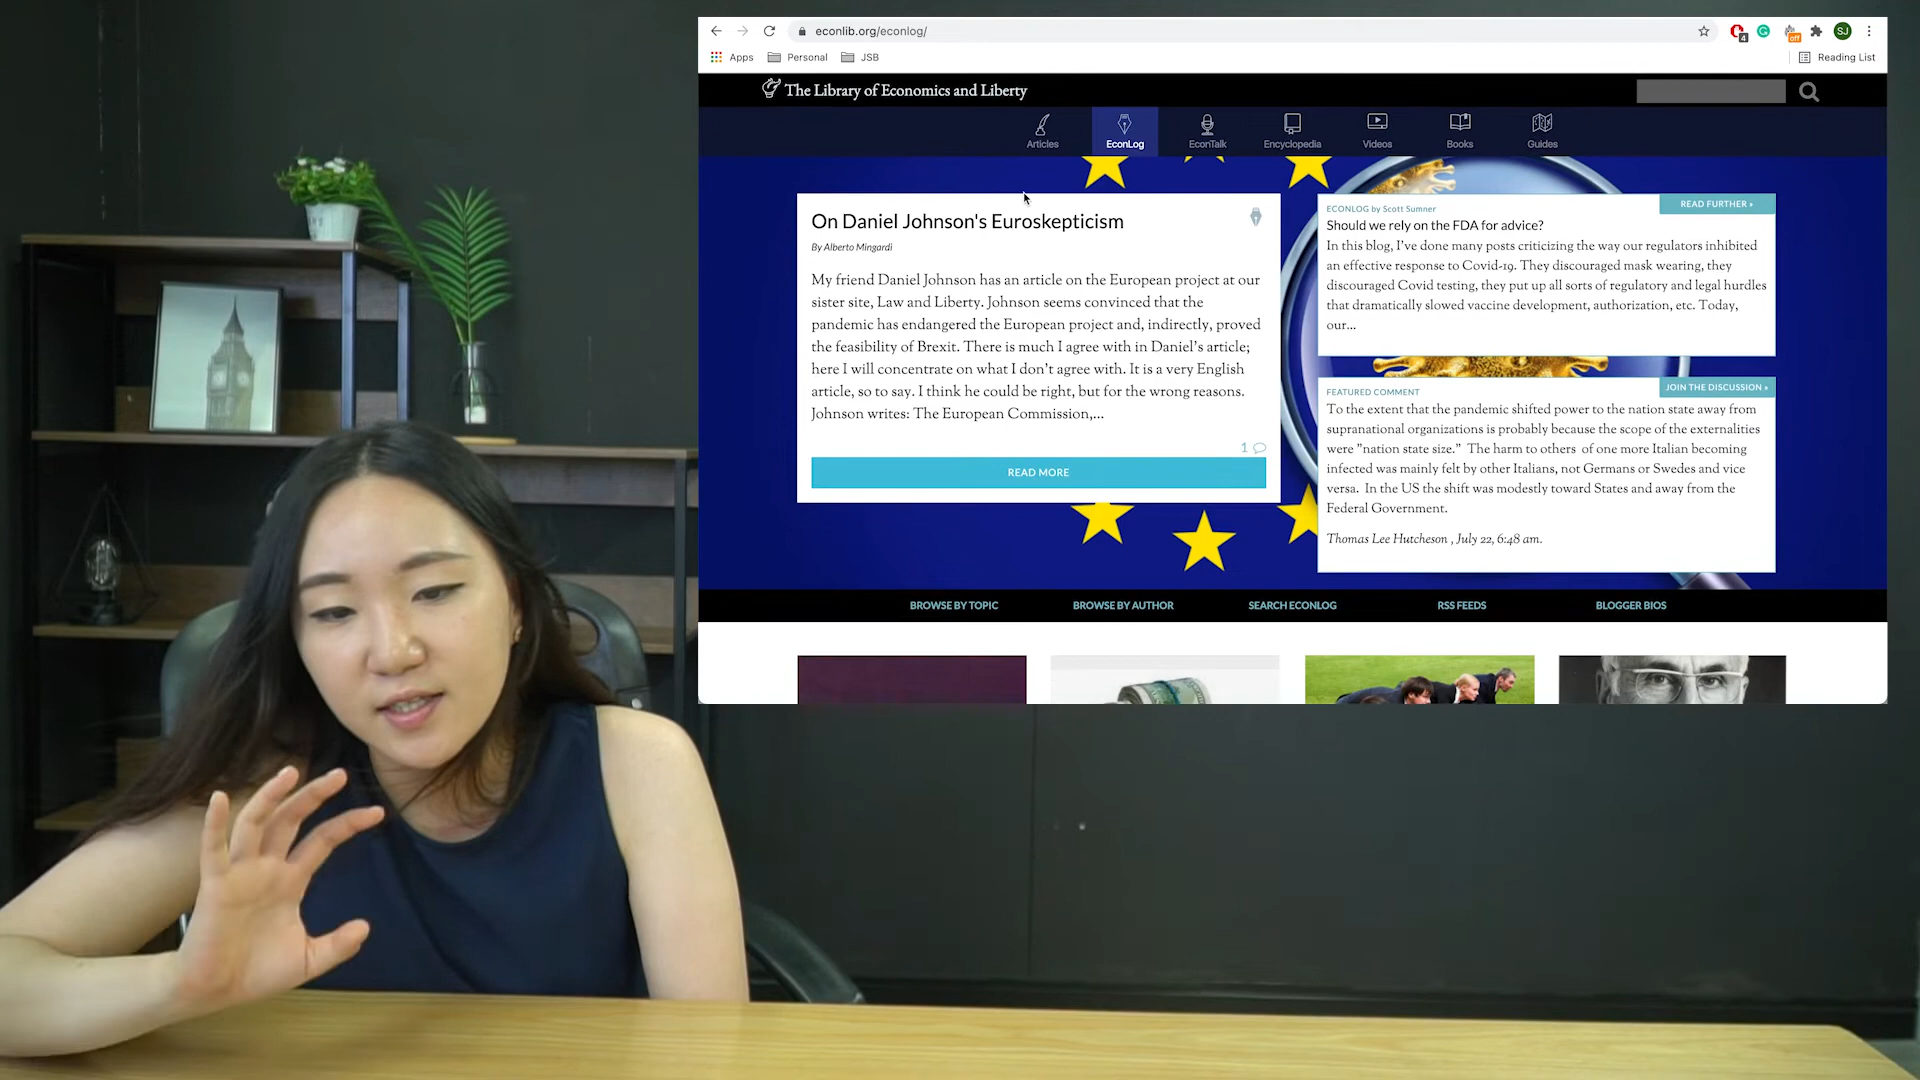 econlib.org/econlog/
4
off
SJ
Apps
Personal
JSB
Reading List
The Library of Economics and Liberty
Articles
EconLog
EconTalk
Encyclopedia
Videos
Books
Guides
On Daniel Johnson's Euroskepticism
By Alberto Mingardi
My friend Daniel Johnson has an article on the European project at our
sister site, Law and Liberty. Johnson seems convinced that the
pandemic has endangered the European project and, indirectly, proved
the feasibility of Brexit. There is much I agree with in Daniel's article;
here I will concentrate on what I don't agree with. It is a very English
article, so to say. I think he could be right, but for the wrong reasons.
Johnson writes: The European Commission,...
1
READ MORE
READ FURTHER »
ECONLOG by Scott Sumner
Should we rely on the FDA for advice?
In this blog, I've done many posts criticizing the way our regulators inhibited
an effective response to Covid-19. They discouraged mask wearing, they
discouraged Covid testing, they put up all sorts of regulatory and legal hurdles
that dramatically slowed vaccine development, authorization, etc. Today,
our...
JOIN THE DISCUSSION »
FEATURED COMMENT
To the extent that the pandemic shifted power to the nation state away from
supranational organizations is probably because the scope of the externalities
were "nation state size."  The harm to others  of one more Italian becoming
infected was mainly felt by other Italians, not Germans or Swedes and vice
versa.  In the US the shift was modestly toward States and away from the
Federal Government.
Thomas Lee Hutcheson , July 22, 6:48 am.
BROWSE BY TOPIC
BROWSE BY AUTHOR
SEARCH ECONLOG
RSS FEEDS
BLOGGER BIOS